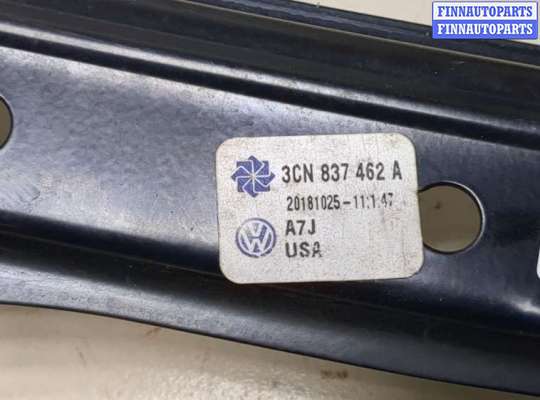 FINNAUTOPARTS
FINNAUTOPARTS
3CN 837 462 A
20181025-11:1:47
A7J
USA